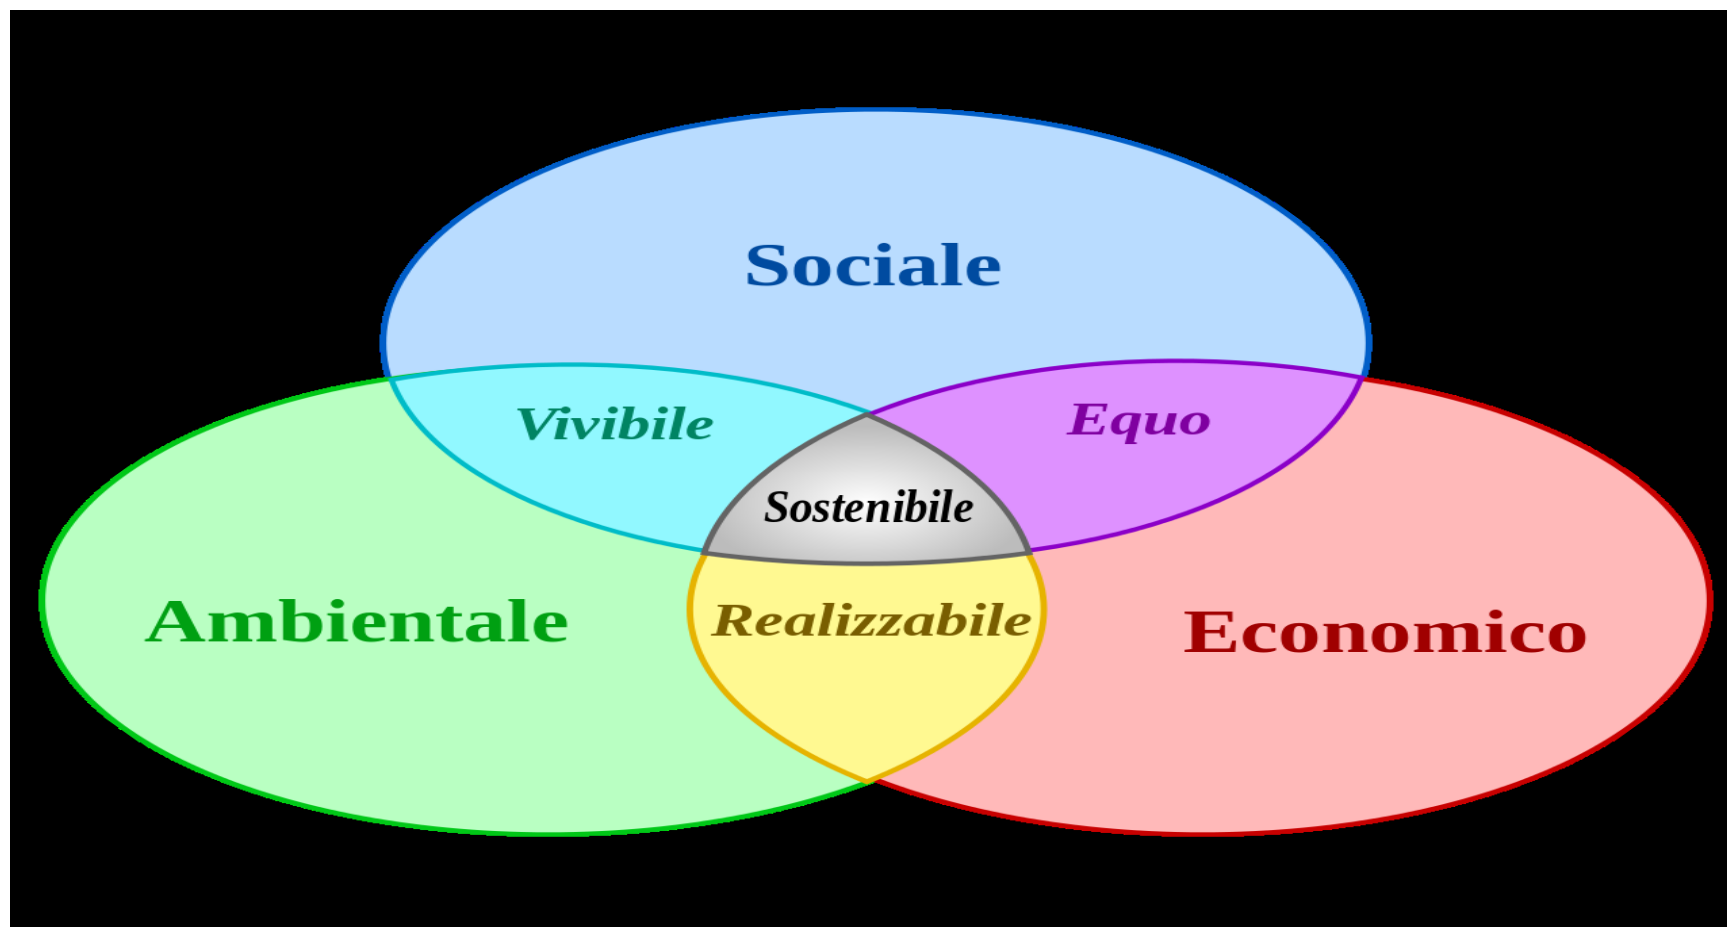 Sociale
Vivibile
Equo
Sostenibile
Ambientale
Realizzabile
Economico